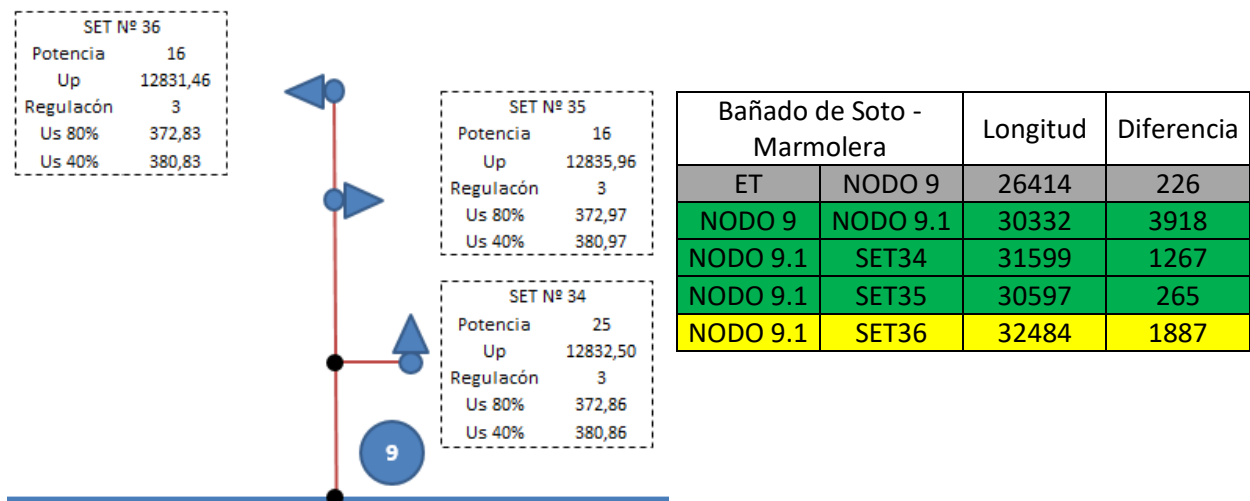 SET Nº 36
Potencia 16
Up 12831,46
Regulacón 3
Us 80% 372,83
Us 40% 380,83
SET Nº 35
Potencia 16
Up 12835,96
Regulacón 3
Us 80% 372,97
Us 40% 380,97
SET Nº 34
Potencia 25
Up 12832,50
Regulacón 3
Us 80% 372,86
Us 40% 380,86
9
Bañado de Soto -
Marmolera Longitud Diferencia
ET NODO 9 26414 226
NODO 9 NODO 9.1 30332 3918
NODO 9.1 SET34 31599 1267
NODO 9.1 SET35 30597 265
NODO 9.1 SET36 32484 1887